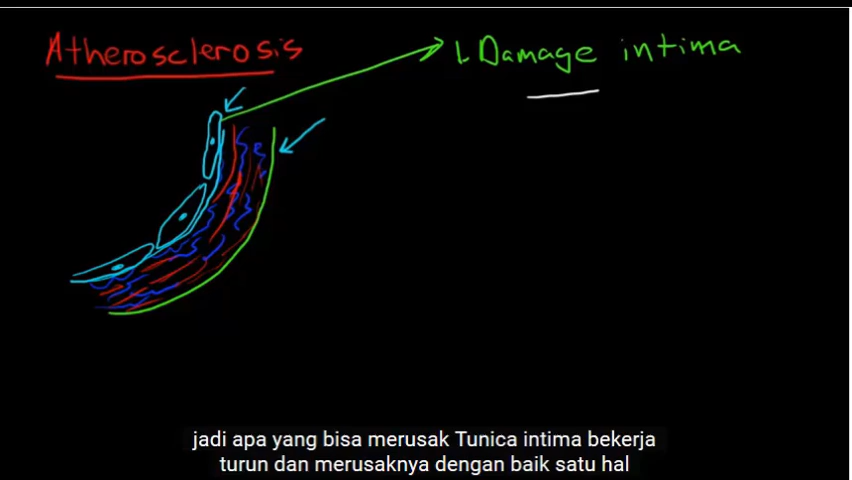 Atherosclerosis
1. Damage intima
jadi apa yang bisa merusak Tunica intima bekerja
turun dan merusaknya dengan baik satu hal